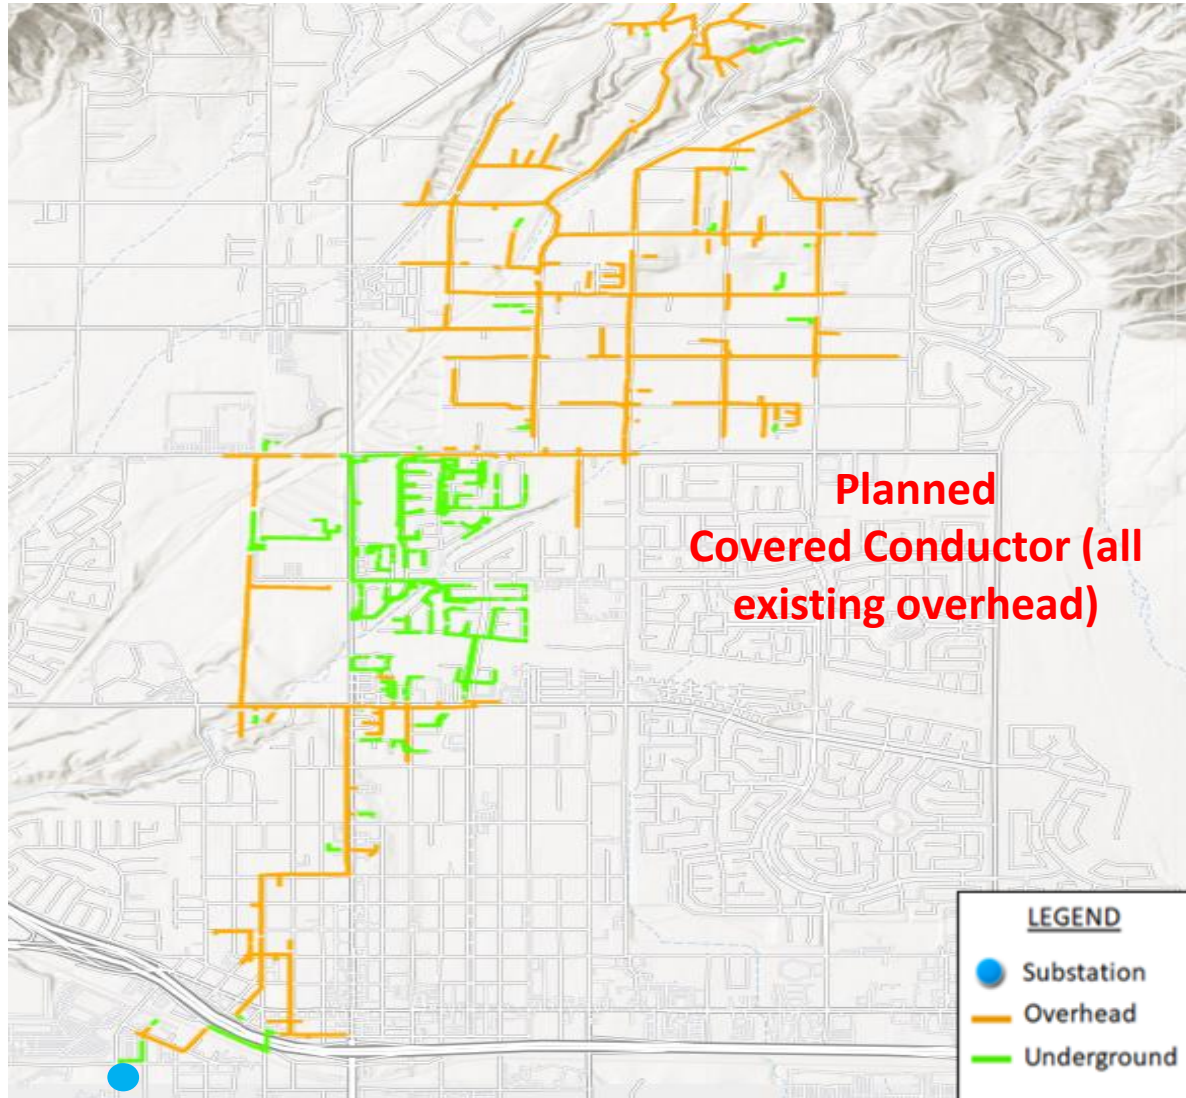 Planned
Covered Conductor (all
existing overhead)
LEGEND
Substation
Overhead
Underground